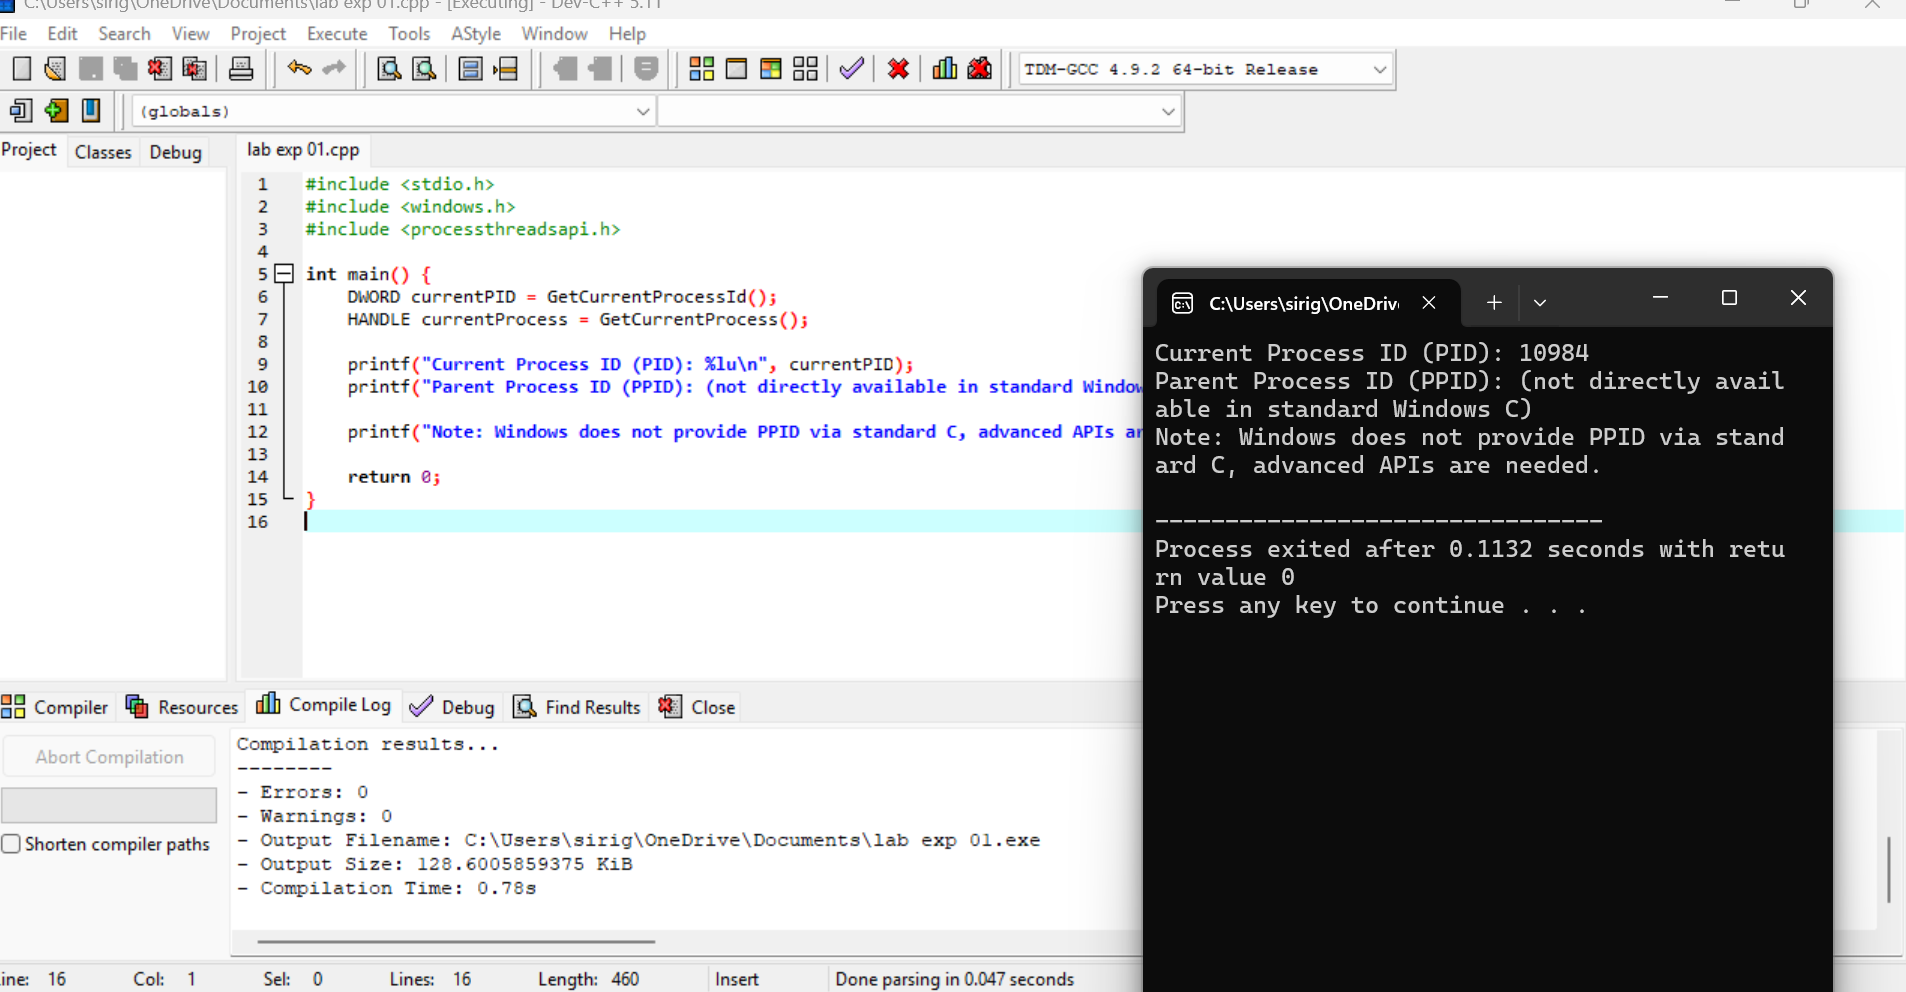 C:\Users\sirig\OneDrive\Documents\lab exp 01.cpp - [Executing] - Dev-C++ 5.11
File Edit Search View Project Execute Tools AStyle Window Help
TDM-GCC 4.9.2 64-bit Release
(globals)
Project Classes Debug
lab exp 01.cpp
1 #include <stdio.h>
2 #include <windows.h>
3 #include <processthreadsapi.h>
4
5 int main() {
6 DWORD currentPID = GetCurrentProcessId();
7 HANDLE currentProcess = GetCurrentProcess();
8
9 printf("Current Process ID (PID): %lu\n", currentPID);
10 printf("Parent Process ID (PPID): (not directly available in standard Window
11
12 printf("Note: Windows does not provide PPID via standard C, advanced APIs ar
13
14 return 0;
15 }
16
C:\Users\sirig\OneDriv
Current Process ID (PID): 10984
Parent Process ID (PPID): (not directly avail
able in standard Windows C)
Note: Windows does not provide PPID via stand
ard C, advanced APIs are needed.
--------------------------------
Process exited after 0.1132 seconds with retu
rn value 0
Press any key to continue . . .
Compiler Resources Compile Log Debug Find Results Close
Abort Compilation
Shorten compiler paths
Compilation results...
--------
- Errors: 0
- Warnings: 0
- Output Filename: C:\Users\sirig\OneDrive\Documents\lab exp 01.exe
- Output Size: 128.6005859375 KiB
- Compilation Time: 0.78s
ine: 16 Col: 1 Sel: 0 Lines: 16 Length: 460 Insert Done parsing in 0.047 seconds